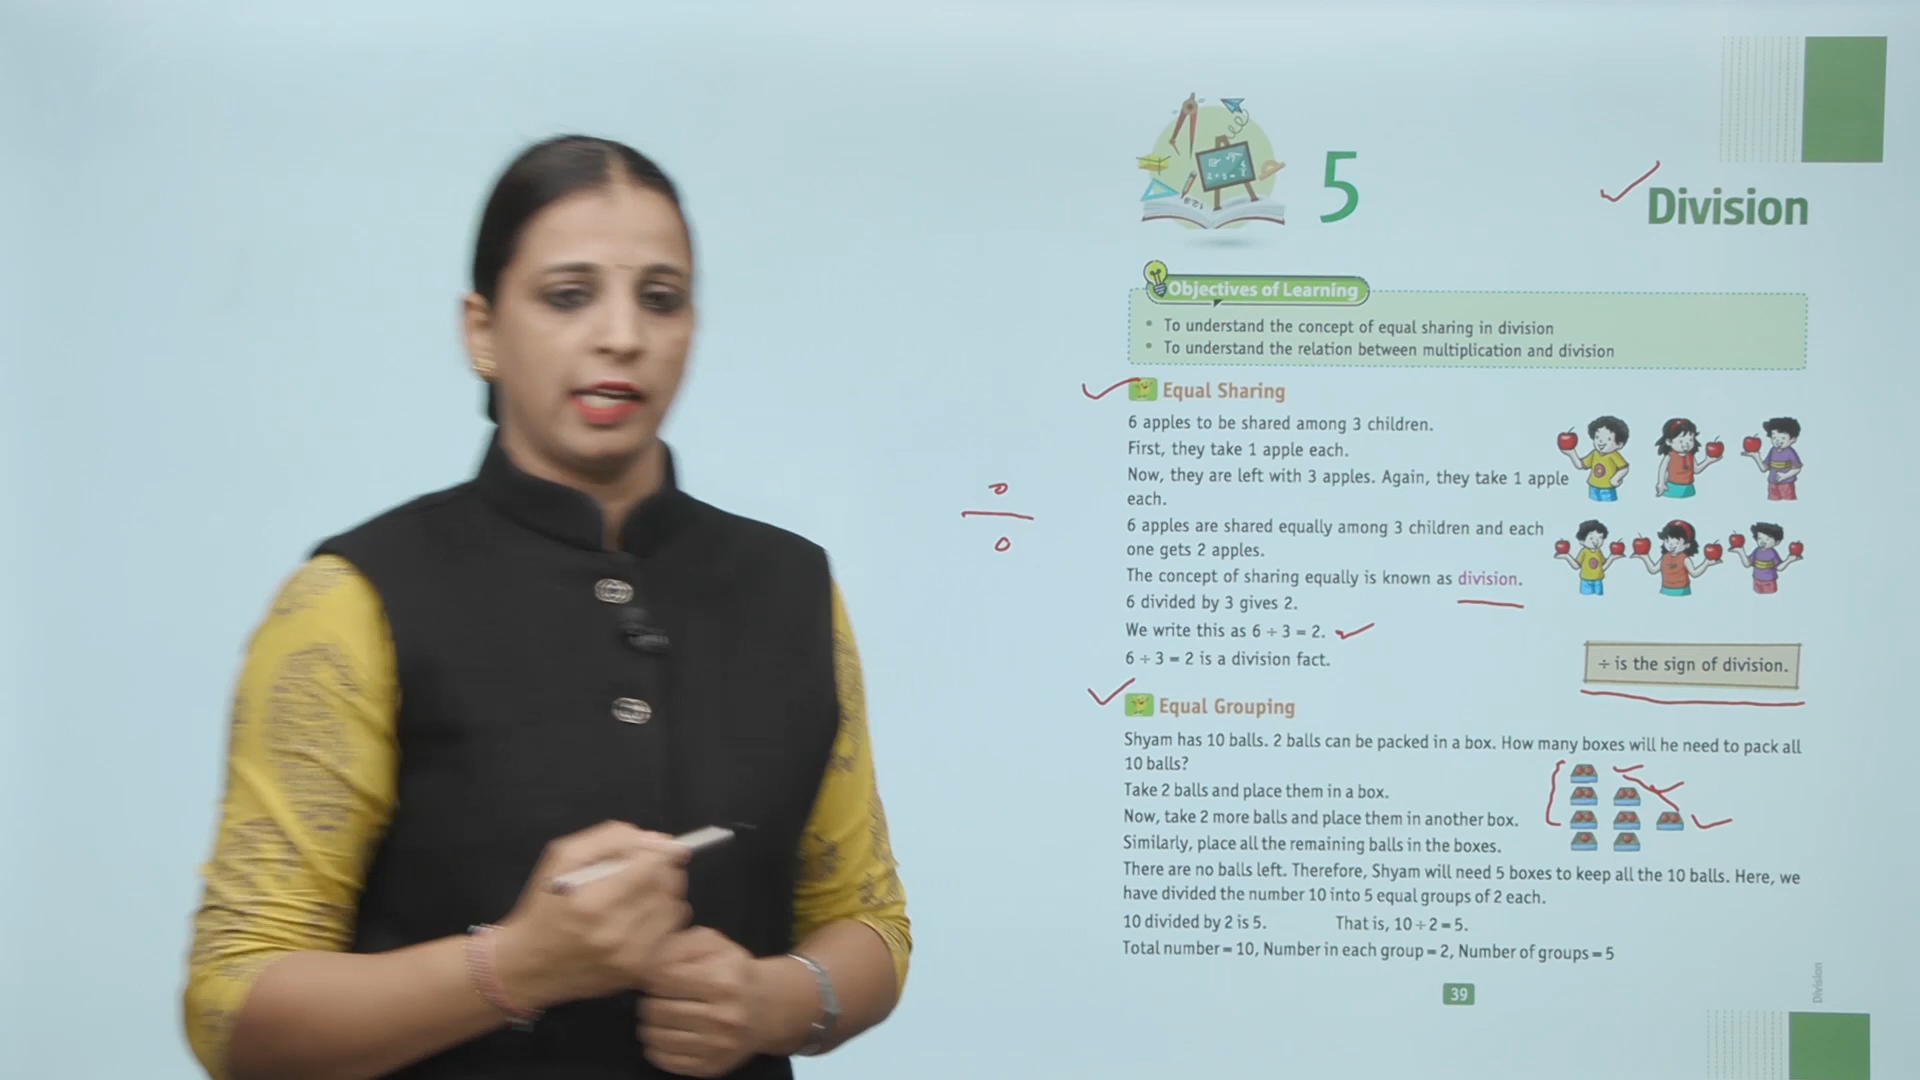 5
Division
Objectives of Learning
• To understand the concept of equal sharing in division
• To understand the relation between multiplication and division
Equal Sharing
6 apples to be shared among 3 children.
First, they take 1 apple each.
Now, they are left with 3 apples. Again, they take 1 apple
each.
6 apples are shared equally among 3 children and each
one gets 2 apples.
The concept of sharing equally is known as division.
6 divided by 3 gives 2.
We write this as 6 ÷ 3 = 2.
6 ÷ 3 = 2 is a division fact.
÷ is the sign of division.
Equal Grouping
Shyam has 10 balls. 2 balls can be packed in a box. How many boxes will he need to pack all
10 balls?
Take 2 balls and place them in a box.
Now, take 2 more balls and place them in another box.
Similarly, place all the remaining balls in the boxes.
There are no balls left. Therefore, Shyam will need 5 boxes to keep all the 10 balls. Here, we
have divided the number 10 into 5 equal groups of 2 each.
10 divided by 2 is 5. That is, 10 ÷ 2 = 5.
Total number = 10, Number in each group = 2, Number of groups = 5
39
Division